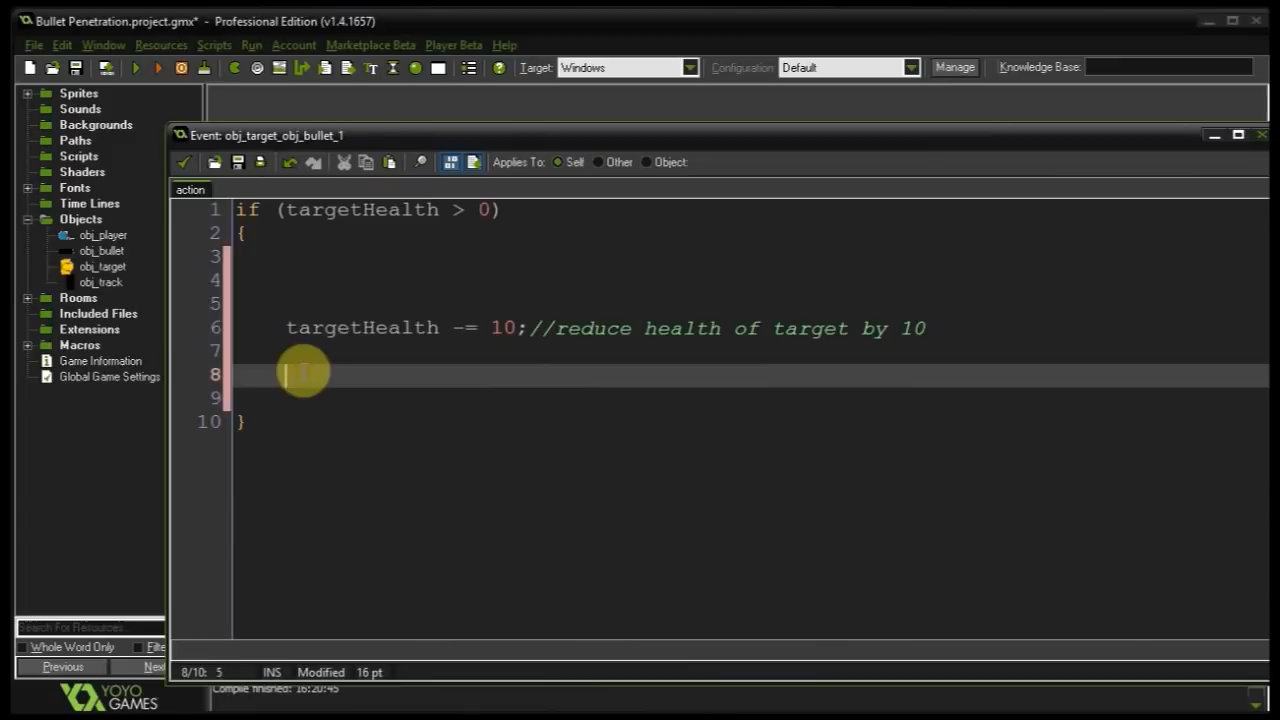 Bullet Penetration.project.gmx* - Professional Edition (v1.4.1657)
File Edit Window Resources Scripts Run Account Marketplace Beta Player Beta Help
Target: Windows Configuration: Default Manage Knowledge Base:
Sprites
Sounds
Backgrounds
Paths
Scripts
Shaders
Fonts
Time Lines
Objects
obj_player
obj_bullet
obj_target
obj_track
Rooms
Included Files
Extensions
Macros
Game Information
Global Game Settings
Search For Resources
Whole Word Only Filte
Previous Next
YOYO
GAMES
Event: obj_target_obj_bullet_1
Applies To: Self Other Object:
action
1 if (targetHealth > 0)
2 {
3
4
5
6 targetHealth -= 10;//reduce health of target by 10
7
8
9
10 }
8/10: 5 INS Modified 16 pt
Compile finished: 16:20:45